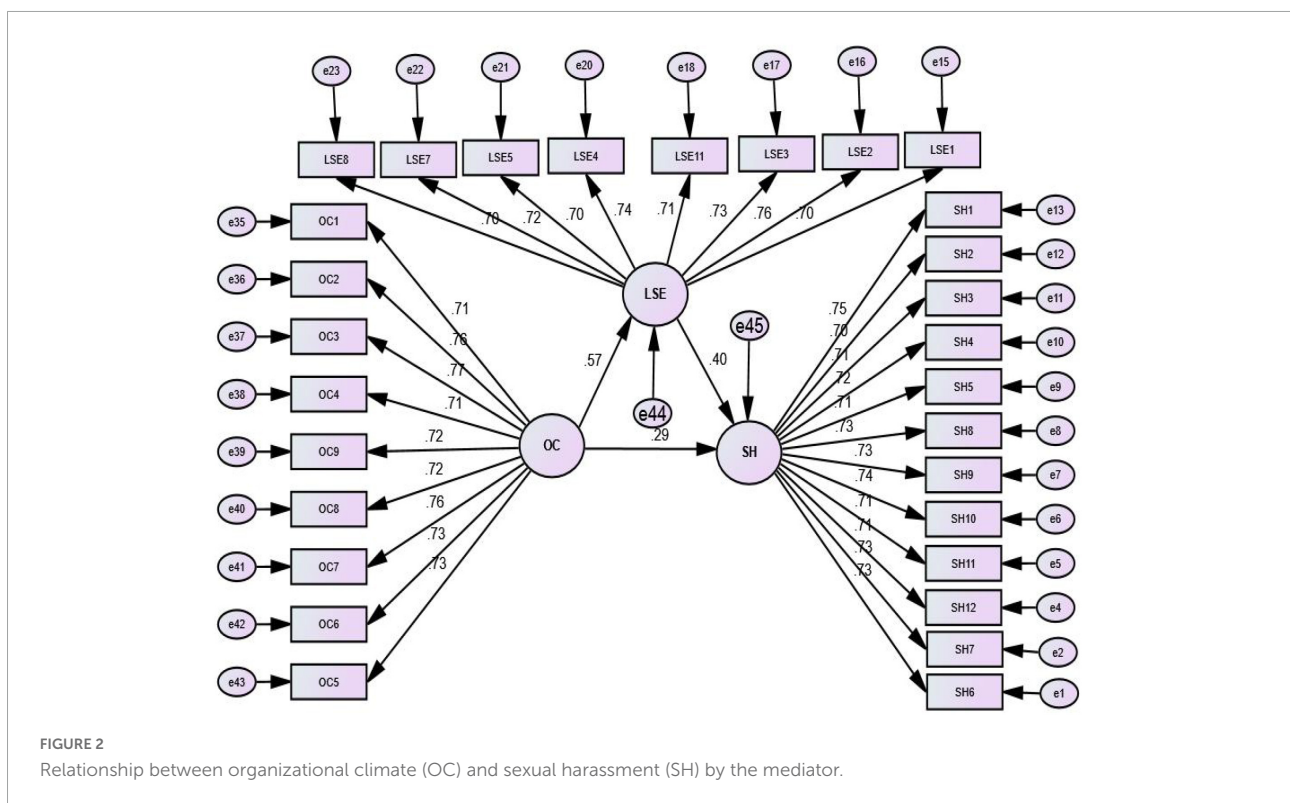 e23 e22 e21 e20 e18 e17 e16 e15
LSE8 LSE7 LSE5 LSE4 LSE11 LSE3 LSE2 LSE1
.70 .72 .70 .74 .71 .73 .76 .70
e35 OC1
e36 OC2
e37 OC3
e38 OC4
e39 OC9
e40 OC8
e41 OC7
e42 OC6
e43 OC5
.71
.76
.77
.71
.72
.72
.76
.73
.73
OC
.57
LSE
e44
.40
e45
.29
SH
.75
.70
.71
.72
.71
.73
.73
.74
.71
.71
.73
.73
SH1 e13
SH2 e12
SH3 e11
SH4 e10
SH5 e9
SH8 e8
SH9 e7
SH10 e6
SH11 e5
SH12 e4
SH7 e2
SH6 e1
FIGURE 2
Relationship between organizational climate (OC) and sexual harassment (SH) by the mediator.